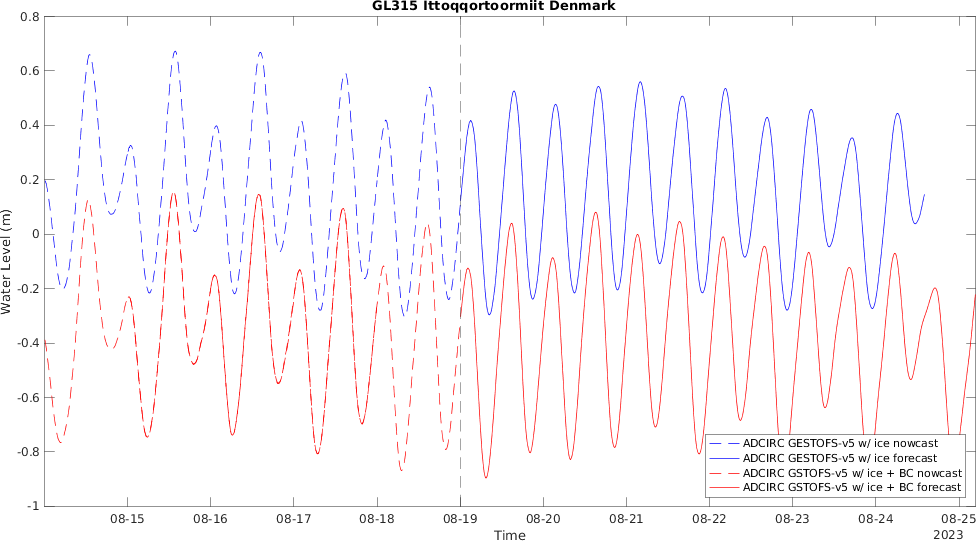 GL315 Ittoqqortoormiit Denmark
0.8
0.6
0.4
0.2
0
-0.2
-0.4
-0.6
-0.8
-1
Water Level (m)
ADCIRC GESTOFS-v5 w/ ice nowcast
ADCIRC GESTOFS-v5 w/ ice forecast
ADCIRC GSTOFS-v5 w/ ice + BC nowcast
ADCIRC GSTOFS-v5 w/ ice + BC forecast
08-15 08-16 08-17 08-18 08-19 08-20 08-21 08-22 08-23 08-24 08-25
Time
2023